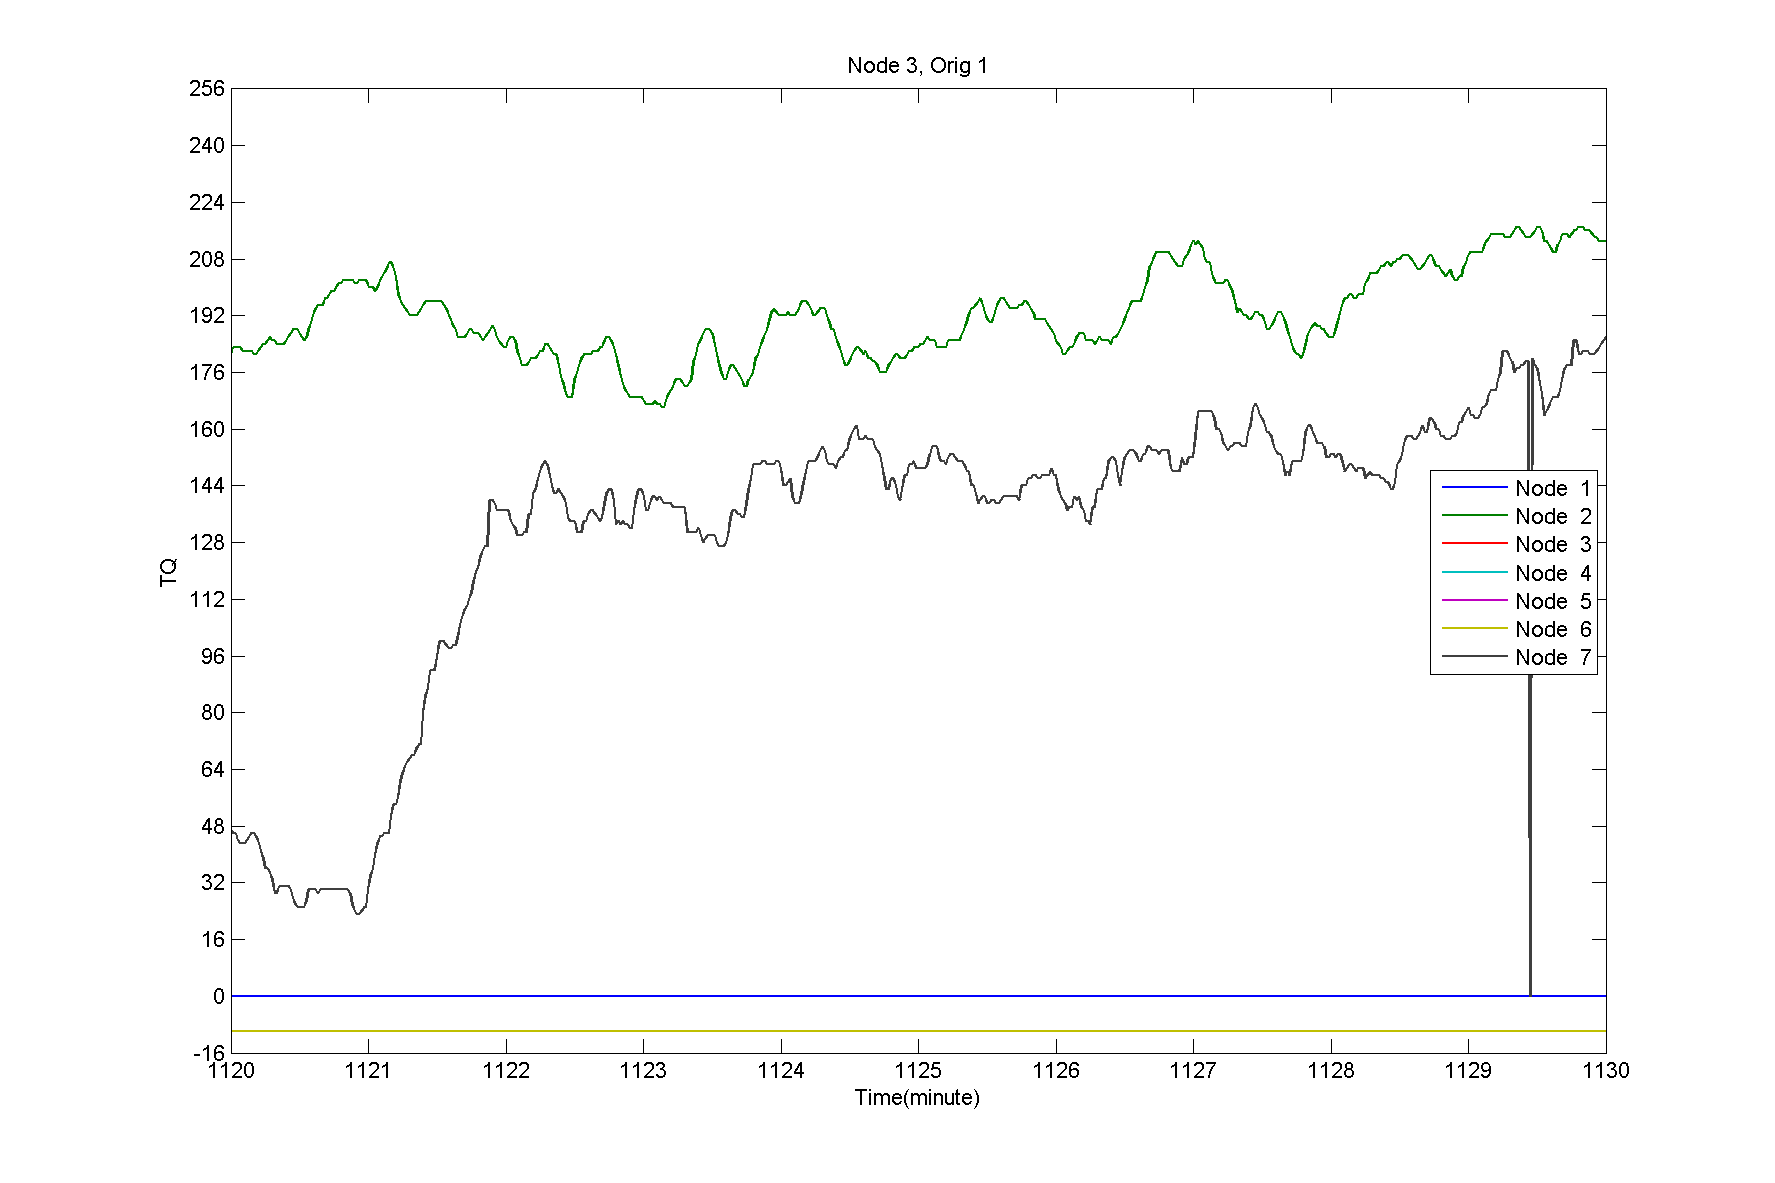 Node 3, Orig 1
256
240
224
208
192
176
160
144
128
112
96
80
64
48
32
16
0
-16
TQ
Node 1
Node 2
Node 3
Node 4
Node 5
Node 6
Node 7
1120 1121 1122 1123 1124 1125 1126 1127 1128 1129 1130
Time(minute)